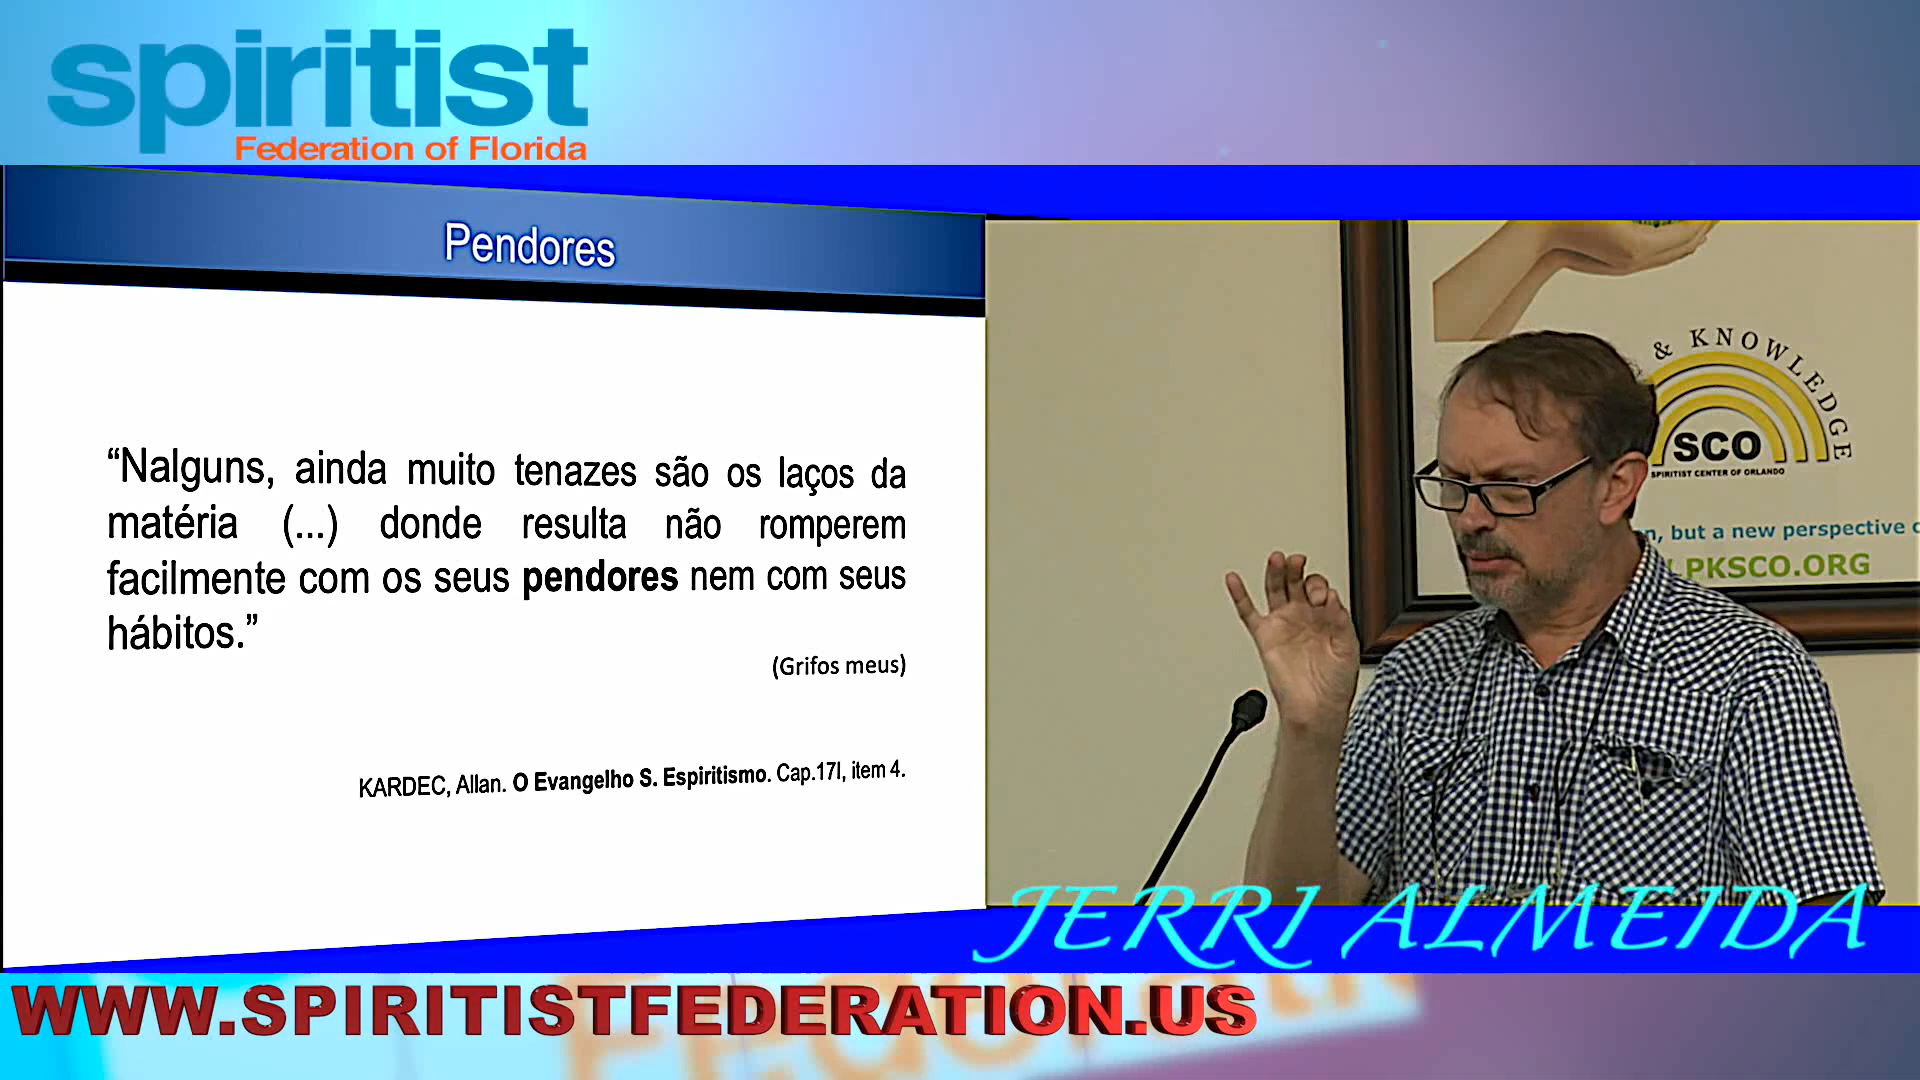 spiritist
Federation of Florida
Pendores
“Nalguns, ainda muito tenazes são os laços da
matéria (...) donde resulta não romperem
facilmente com os seus pendores nem com seus
hábitos.”
(Grifos meus)
KARDEC, Allan. O Evangelho S. Espiritismo. Cap.17I, item 4.
& KNOWLEDGE
SCO
SPIRITIST CENTER OF ORLANDO
, but a new perspective
PKSCO.ORG
JERRI ALMEIDA
WWW.SPIRITISTFEDERATION.US